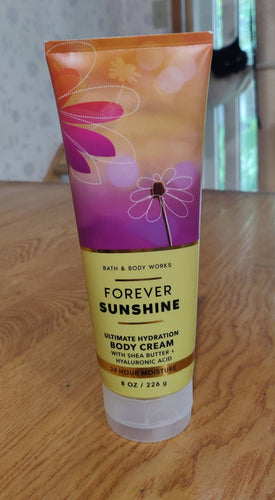 BATH & BODY WORKS
FOREVER
SUNSHINE
ULTIMATE HYDRATION
BODY CREAM
WITH SHEA BUTTER +
HYALURONIC ACID
24 HOUR MOISTURE
8 OZ / 226 g